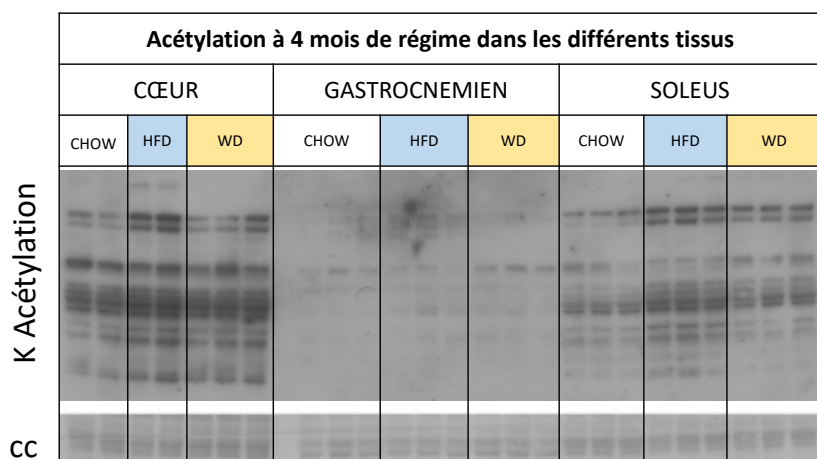 Acétylation à 4 mois de régime dans les différents tissus
CŒUR GASTROCNEMIEN SOLEUS
CHOW HFD WD CHOW HFD WD CHOW HFD WD
K Acétylation
CC